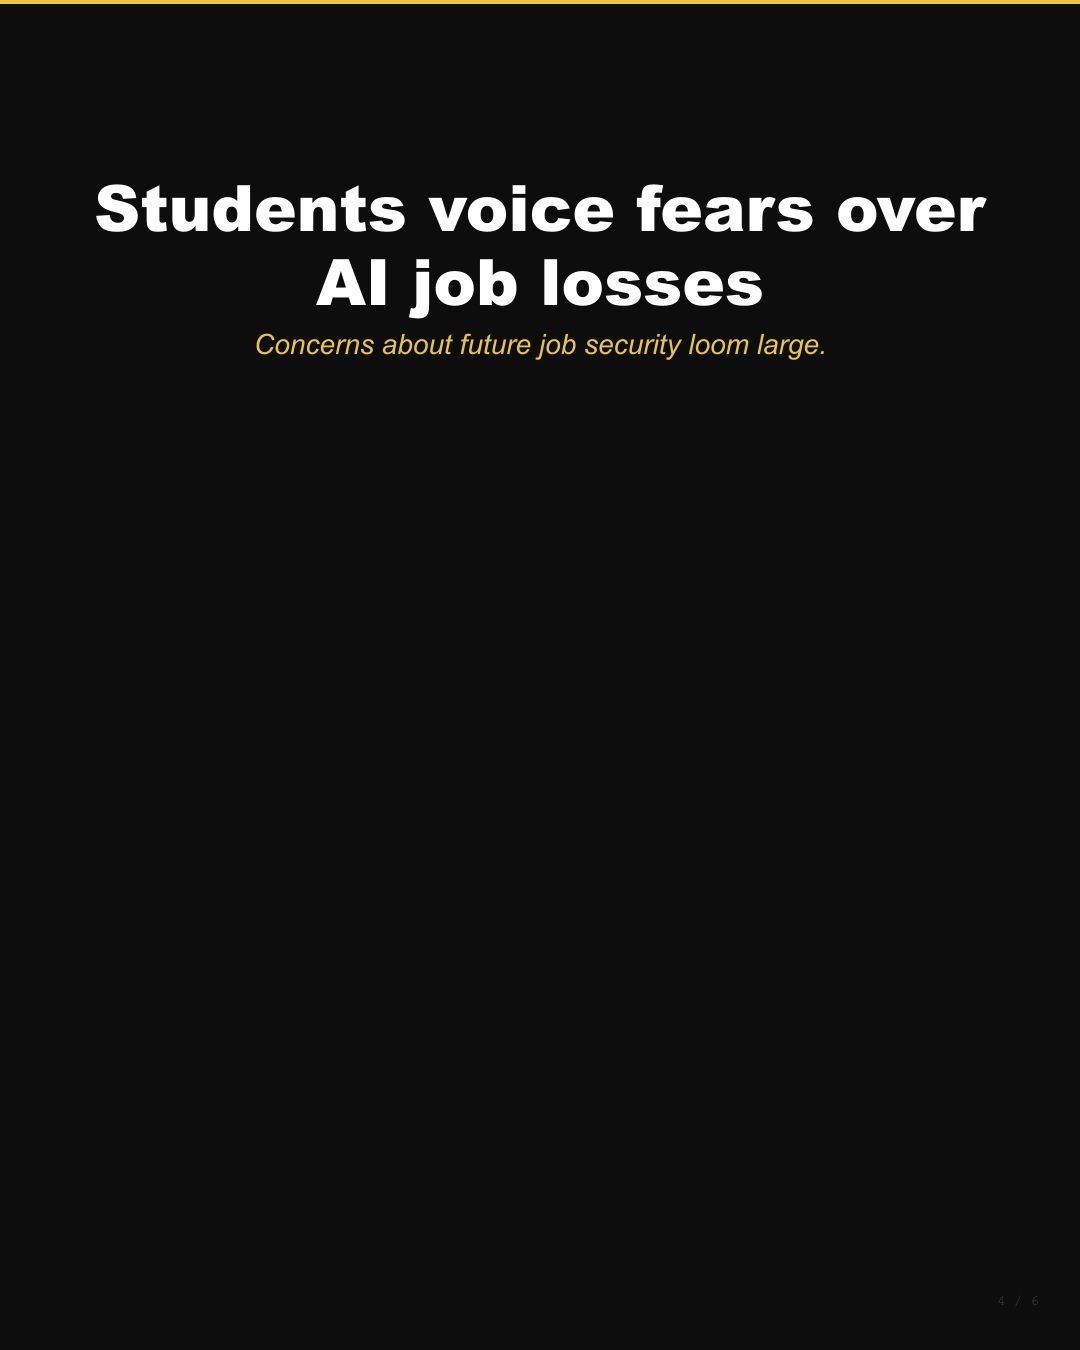 Students voice fears over
AI job losses
Concerns about future job security loom large.
4 / 6